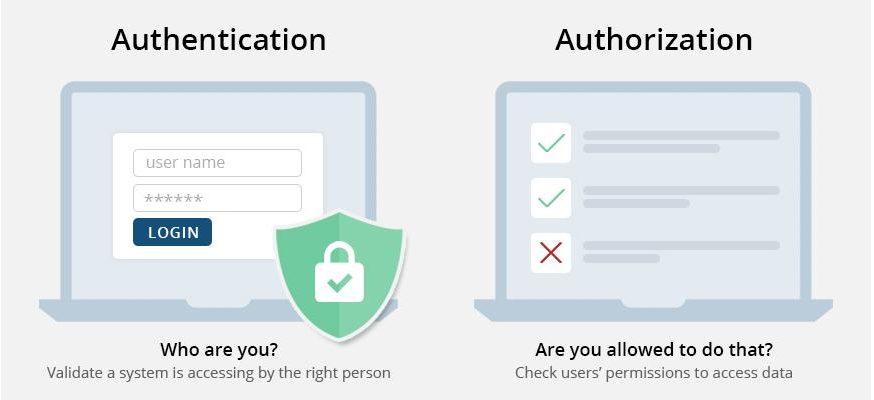 Authentication
user name
******
LOGIN
Who are you?
Validate a system is accessing by the right person
Authorization
Are you allowed to do that?
Check users’ permissions to access data